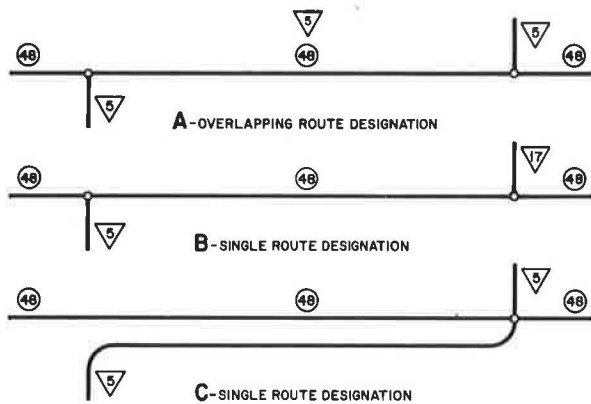 5 5
48 48 48
5
A-OVERLAPPING ROUTE DESIGNATION
17
48 48 48
5
B-SINGLE ROUTE DESIGNATION
5
48 48 48
5
C-SINGLE ROUTE DESIGNATION